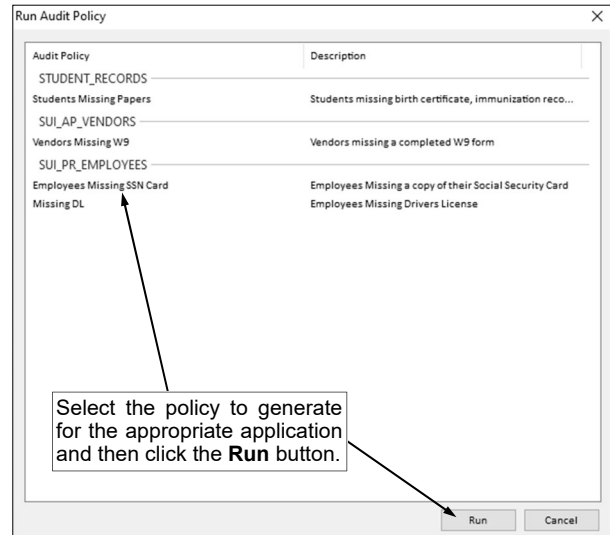 Run Audit Policy
Audit Policy Description
STUDENT_RECORDS
Students Missing Papers Students missing birth certificate, immunization reco...
SUI_AP_VENDORS
Vendors Missing W9 Vendors missing a completed W9 form
SUI_PR_EMPLOYEES
Employees Missing SSN Card Employees Missing a copy of their Social Security Card
Missing DL Employees Missing Drivers License
Select the policy to generate
for the appropriate application
and then click the Run button.
Run Cancel